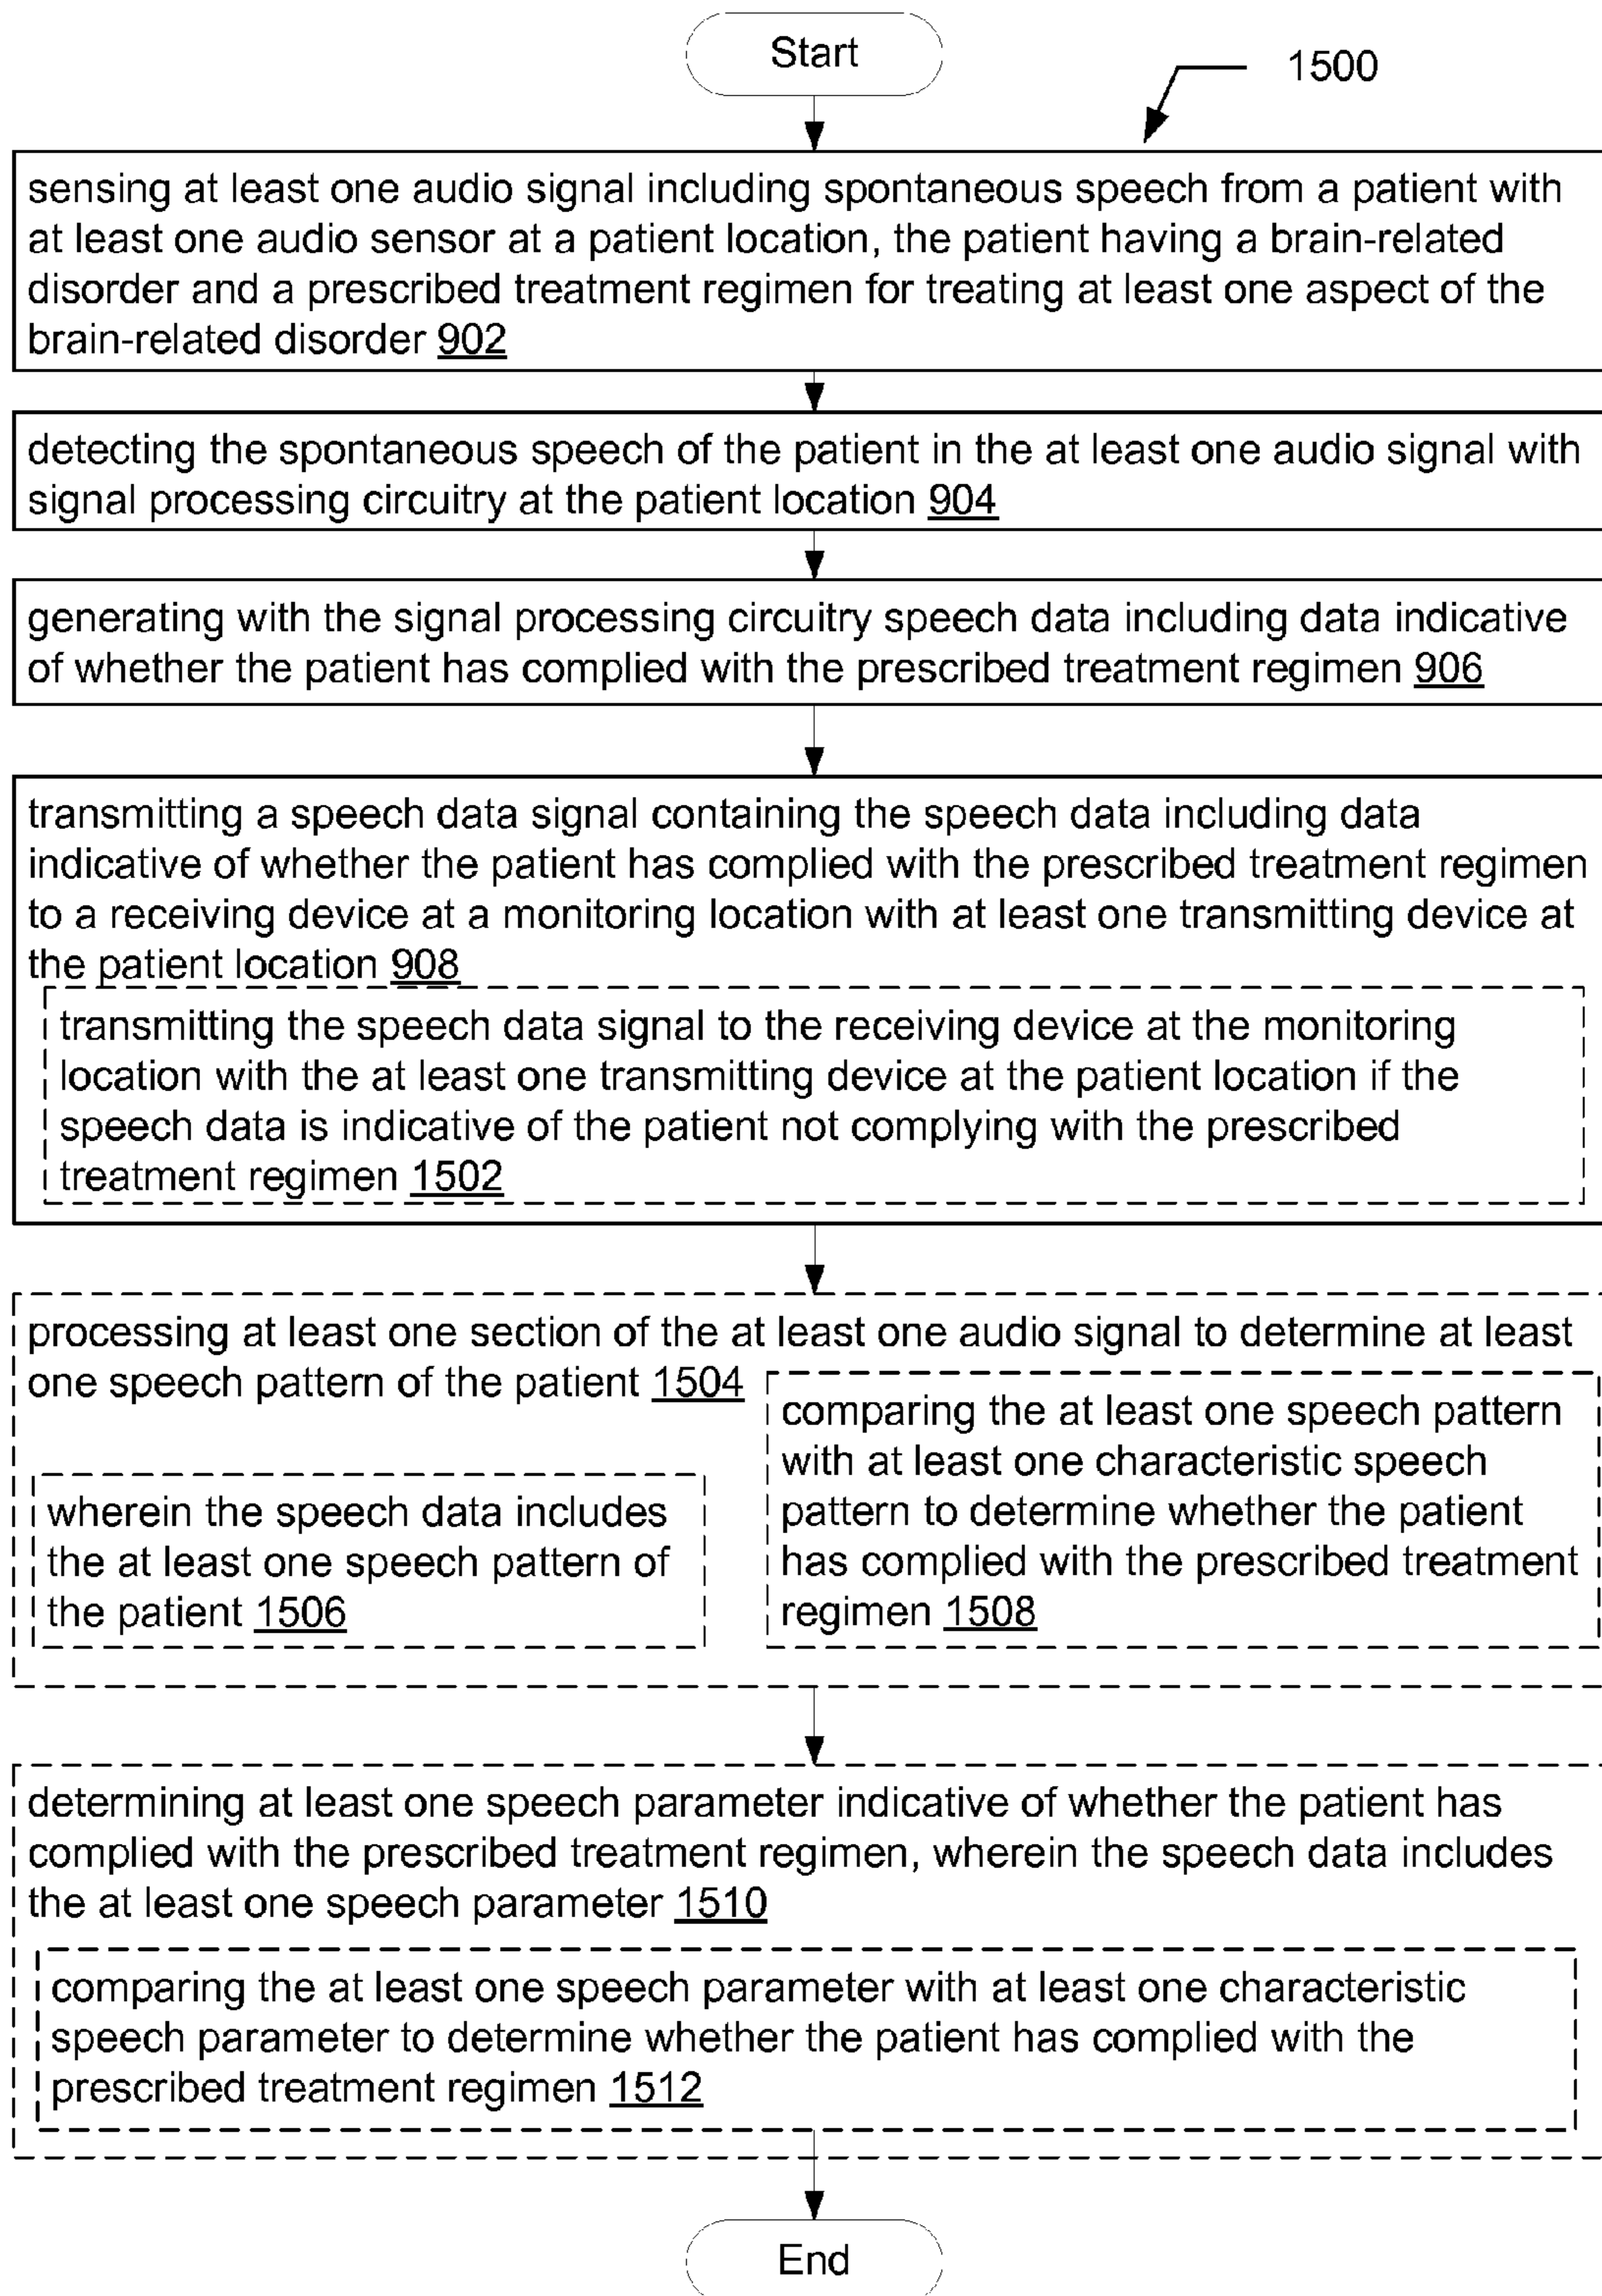 Start
1500
sensing at least one audio signal including spontaneous speech from a patient with
at least one audio sensor at a patient location, the patient having a brain-related
disorder and a prescribed treatment regimen for treating at least one aspect of the
brain-related disorder 902
detecting the spontaneous speech of the patient in the at least one audio signal with
signal processing circuitry at the patient location 904
generating with the signal processing circuitry speech data including data indicative
of whether the patient has complied with the prescribed treatment regimen 906
transmitting a speech data signal containing the speech data including data
indicative of whether the patient has complied with the prescribed treatment regimen
to a receiving device at a monitoring location with at least one transmitting device at
the patient location 908
transmitting the speech data signal to the receiving device at the monitoring
location with the at least one transmitting device at the patient location if the
speech data is indicative of the patient not complying with the prescribed
treatment regimen 1502
processing at least one section of the at least one audio signal to determine at least
one speech pattern of the patient 1504
wherein the speech data includes
the at least one speech pattern of
the patient 1506
comparing the at least one speech pattern
with at least one characteristic speech
pattern to determine whether the patient
has complied with the prescribed treatment
regimen 1508
determining at least one speech parameter indicative of whether the patient has
complied with the prescribed treatment regimen, wherein the speech data includes
the at least one speech parameter 1510
comparing the at least one speech parameter with at least one characteristic
speech parameter to determine whether the patient has complied with the
prescribed treatment regimen 1512
End